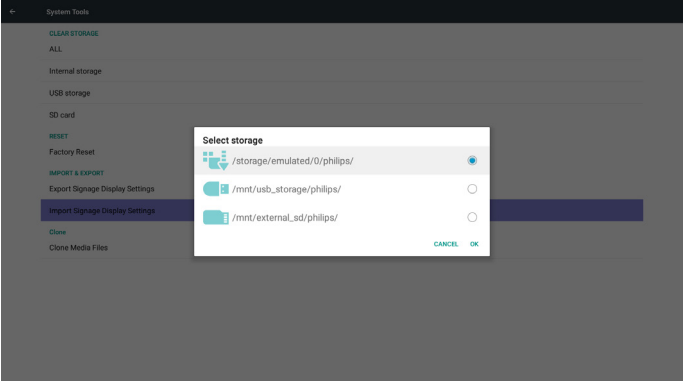 System Tools
CLEAR STORAGE
ALL
Internal storage
USB storage
SD card
RESET
Factory Reset
IMPORT & EXPORT
Export Signage Display Settings
Import Signage Display Settings
Clone
Clone Media Files
Select storage
/storage/emulated/0/philips/
/mnt/usb_storage/philips/
/mnt/external_sd/philips/
CANCEL OK